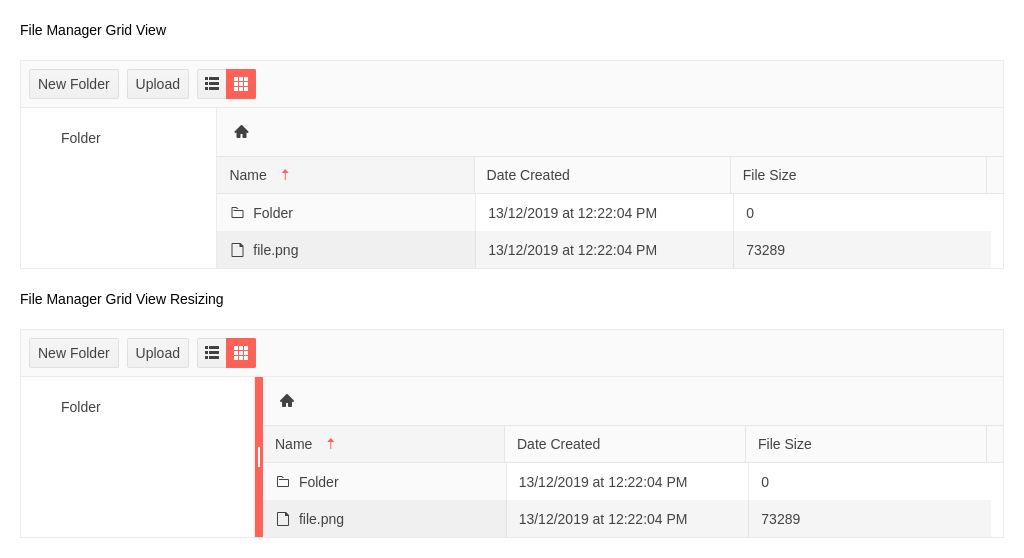 File Manager Grid View
New Folder Upload
Folder
Name Date Created File Size
Folder 13/12/2019 at 12:22:04 PM 0
file.png 13/12/2019 at 12:22:04 PM 73289
File Manager Grid View Resizing
New Folder Upload
Folder
Name Date Created File Size
Folder 13/12/2019 at 12:22:04 PM 0
file.png 13/12/2019 at 12:22:04 PM 73289